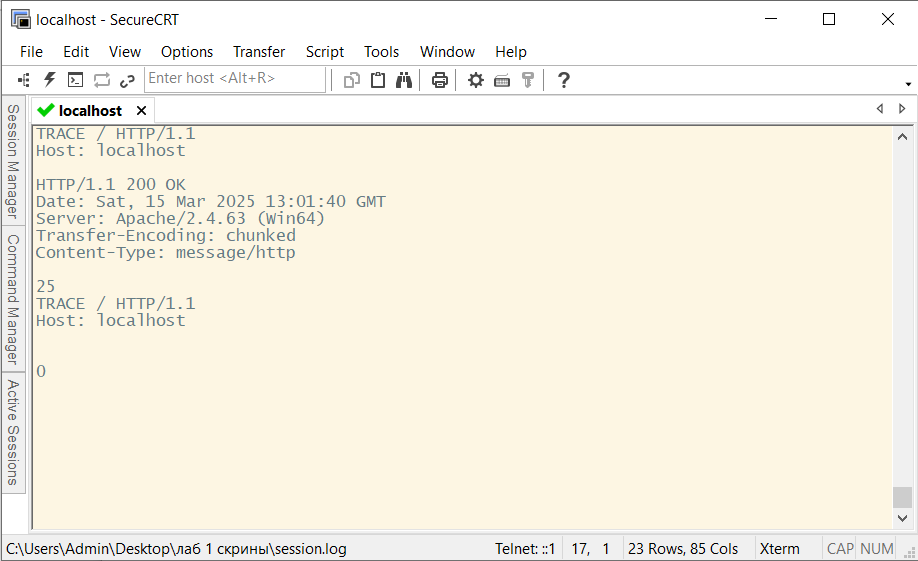 localhost - SecureCRT
File Edit View Options Transfer Script Tools Window Help
Enter host <Alt+R>
Session Manager
Command Manager
Active Sessions
localhost
TRACE / HTTP/1.1
Host: localhost
HTTP/1.1 200 OK
Date: Sat, 15 Mar 2025 13:01:40 GMT
Server: Apache/2.4.63 (Win64)
Transfer-Encoding: chunked
Content-Type: message/http
25
TRACE / HTTP/1.1
Host: localhost
0
C:\Users\Admin\Desktop\лаб 1 скрины\session.log Telnet: ::1 17, 1 23 Rows, 85 Cols Xterm CAP NUM